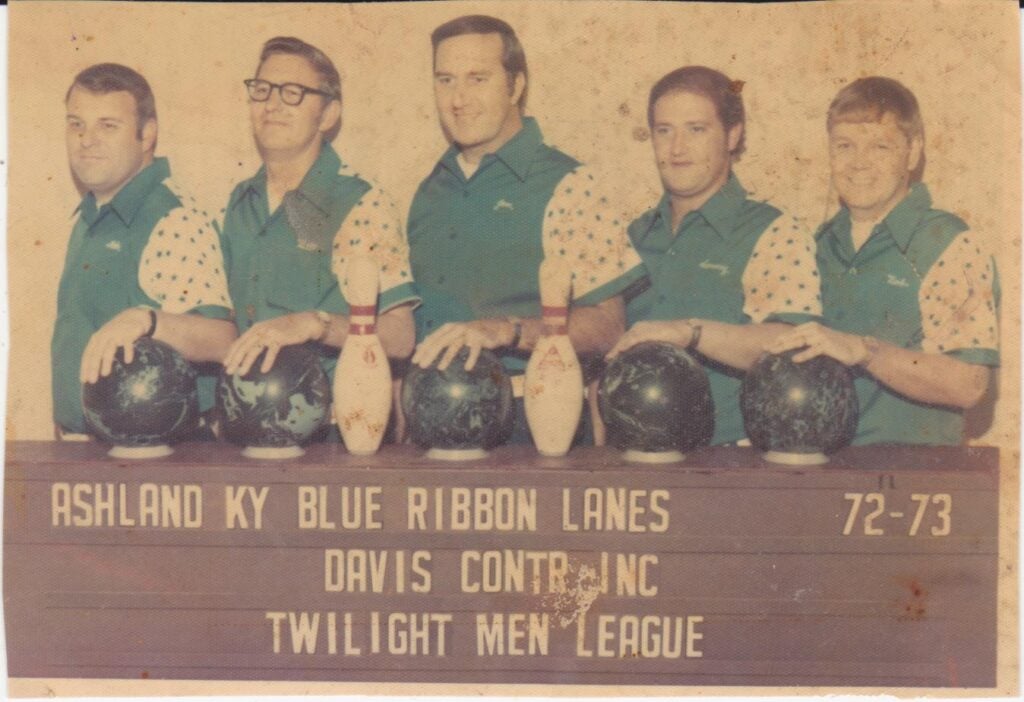 ASHLAND KY BLUE RIBBON LANES 72-73
DAVIS CONTR INC
TWILIGHT MEN LEAGUE